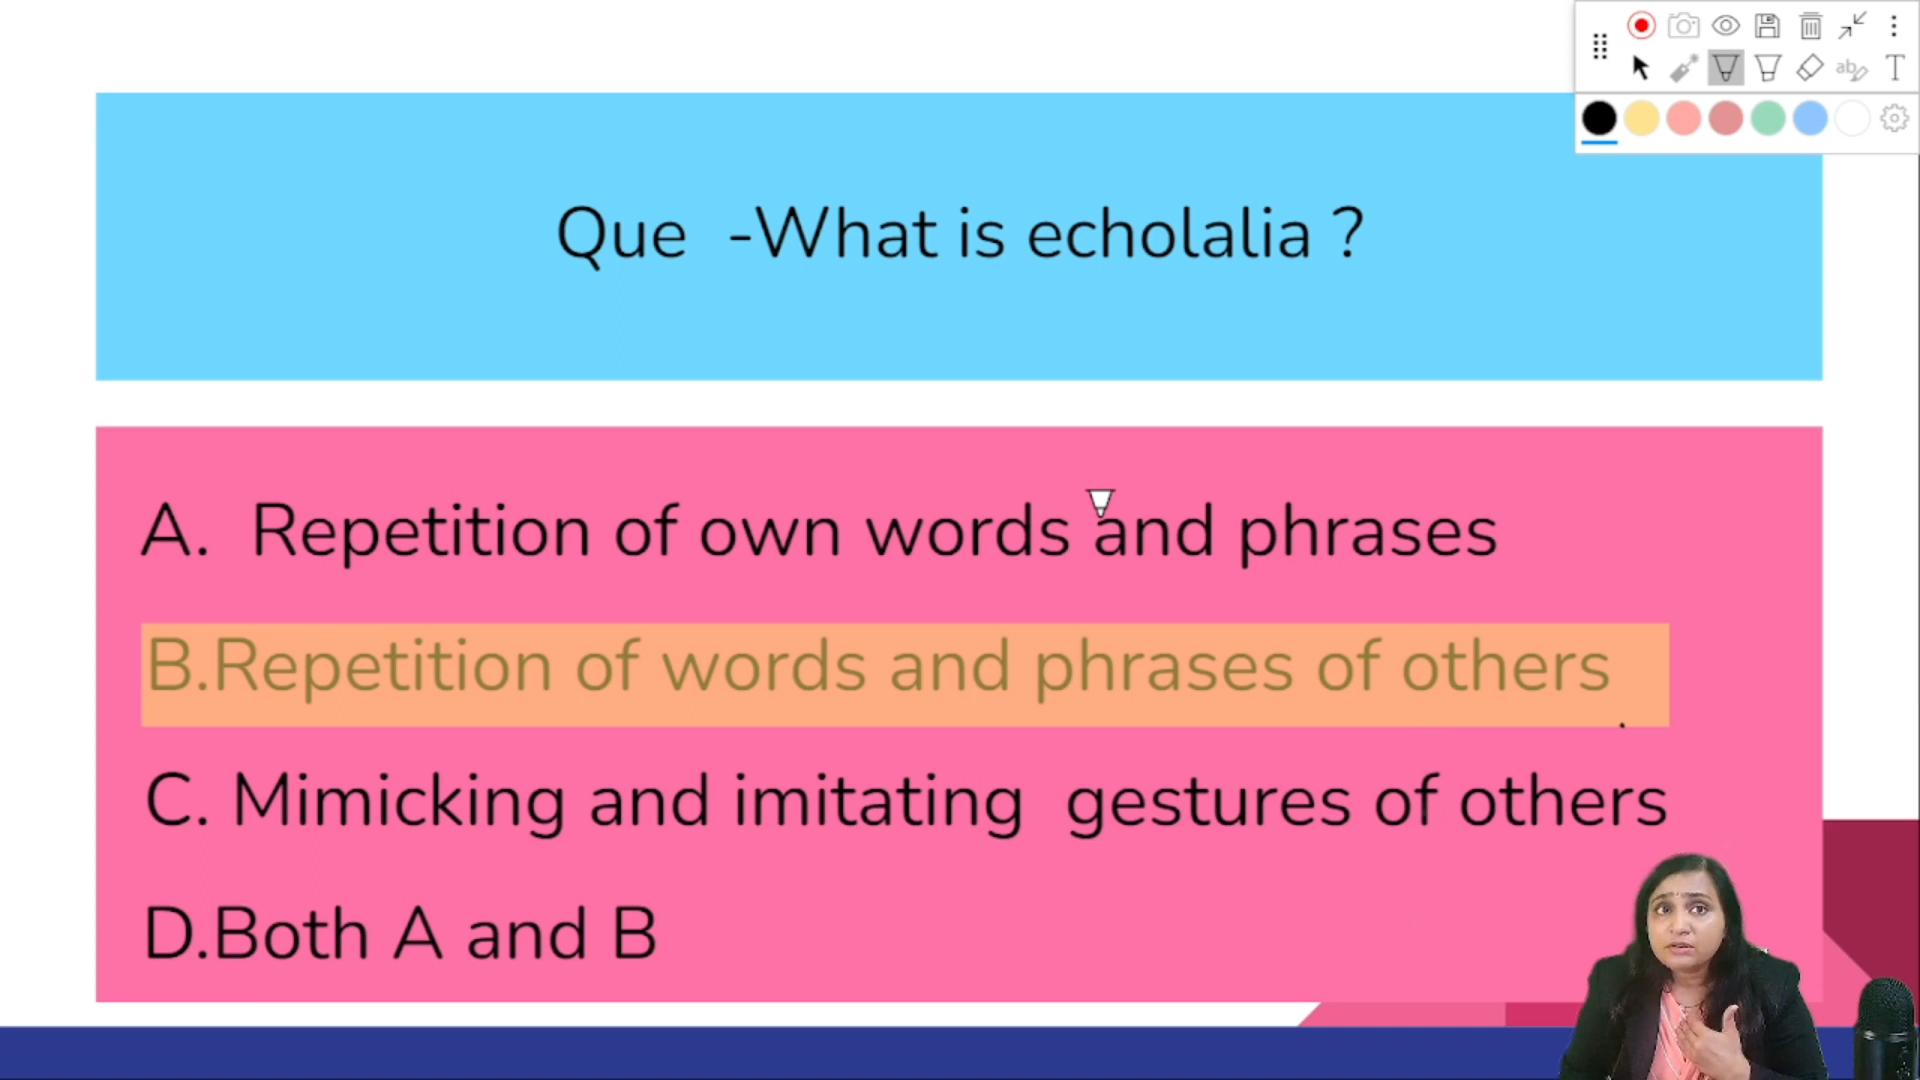 Que -What is echolalia ?
A. Repetition of own words and phrases
B.Repetition of words and phrases of others
C. Mimicking and imitating gestures of others
D.Both A and B
ab
T